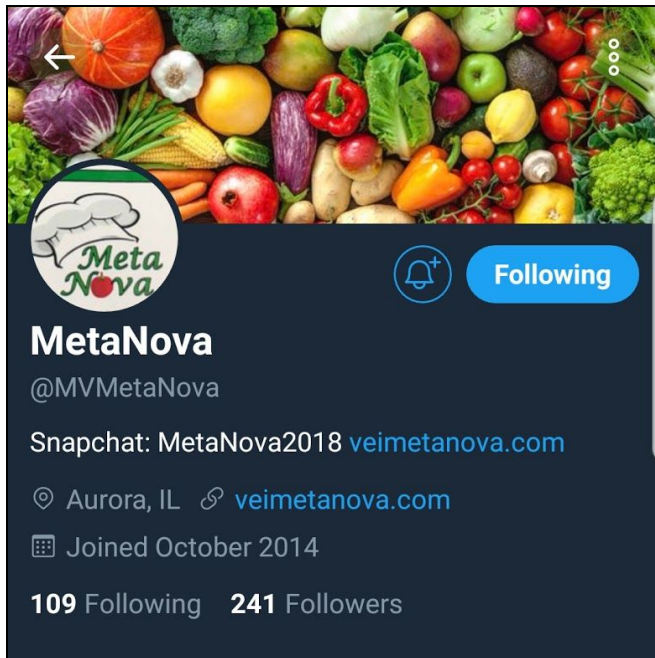 Meta
Nova
Following
MetaNova
@MVMetaNova
Snapchat: MetaNova2018 veimetanova.com
Aurora, IL veimetanova.com
Joined October 2014
109 Following 241 Followers